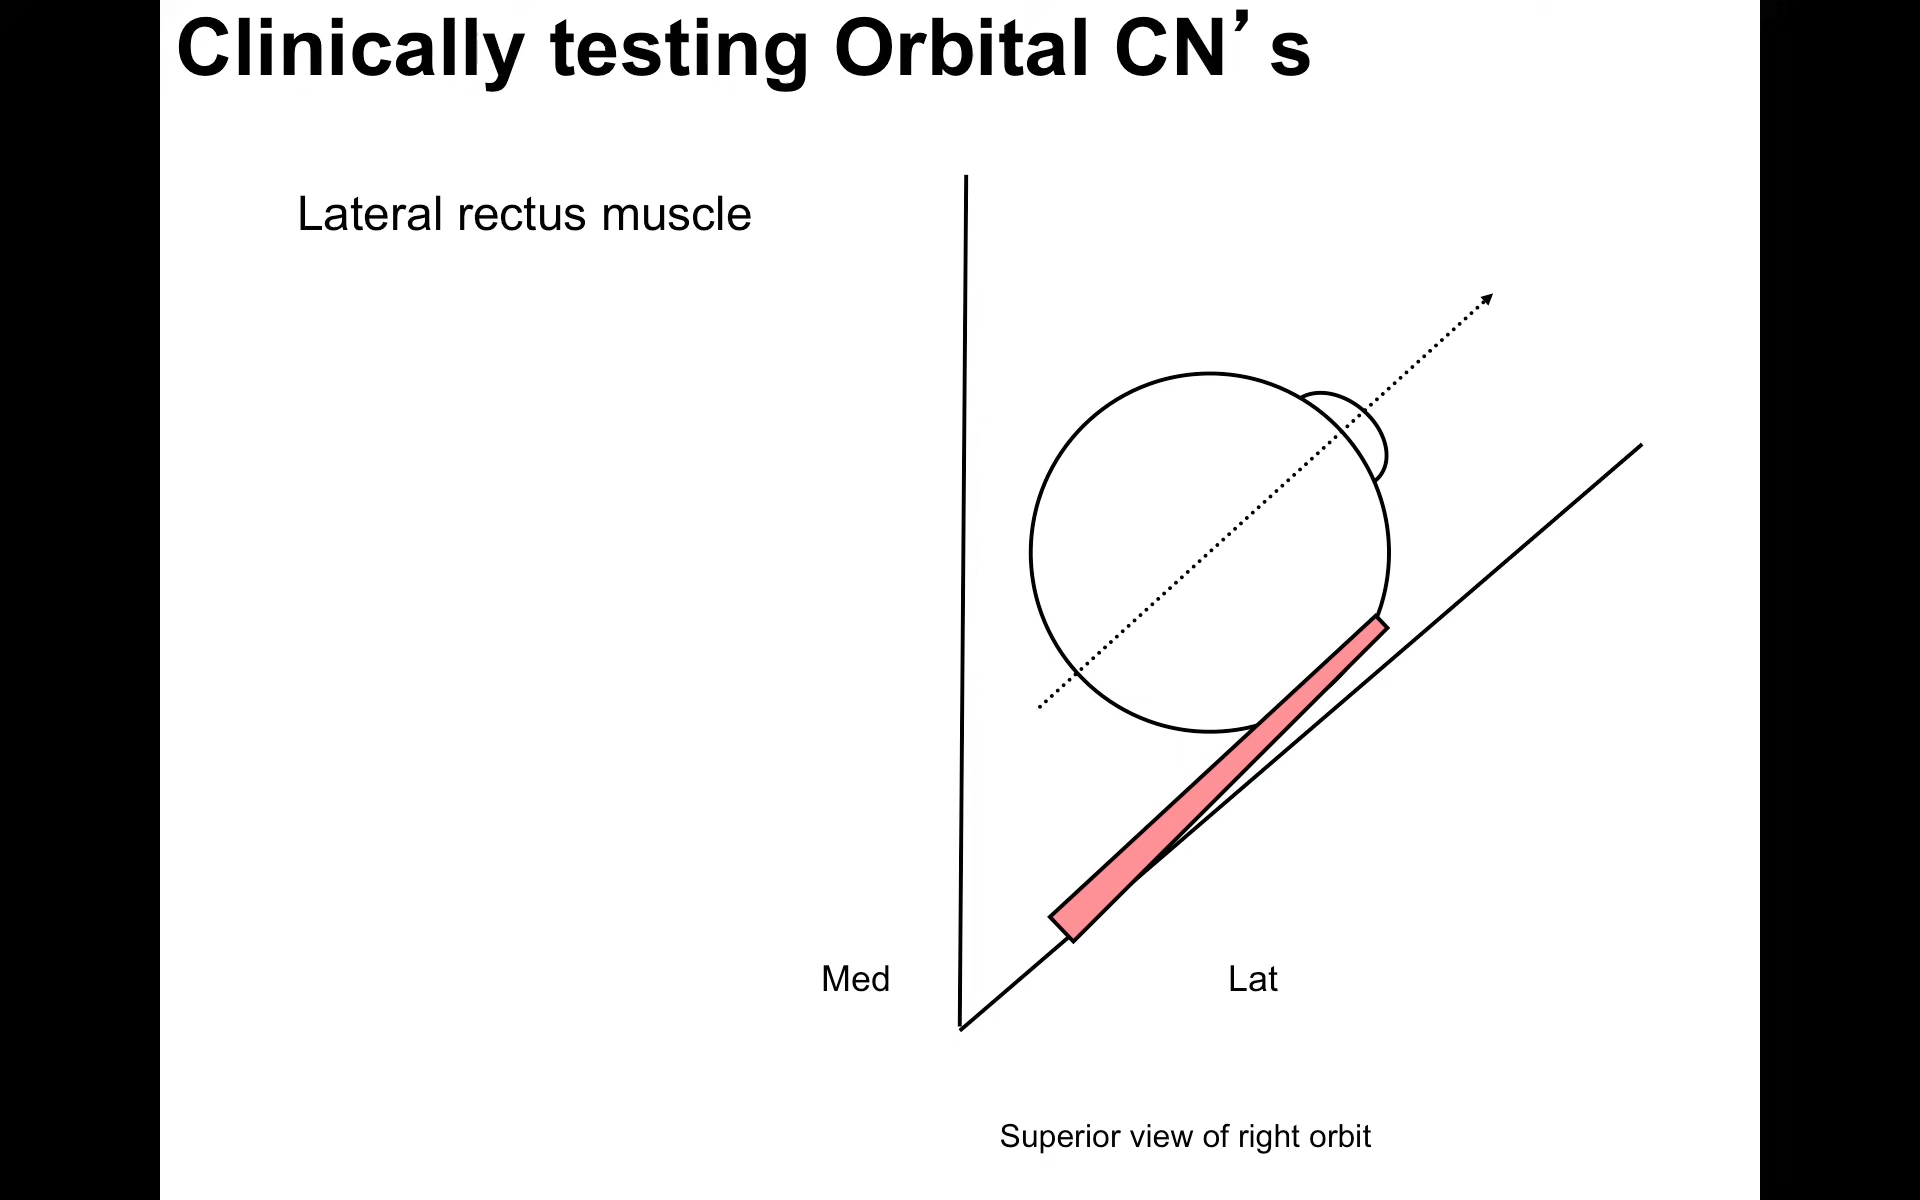 Clinically testing Orbital CN’s
Lateral rectus muscle
Med
Lat
Superior view of right orbit